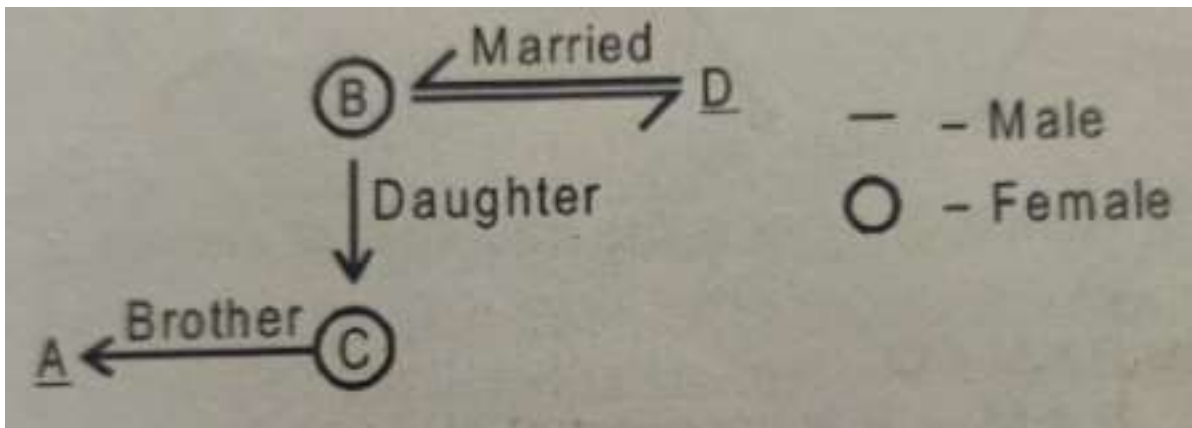 Married
B D
— – Male
Daughter
– Female
Brother
A C